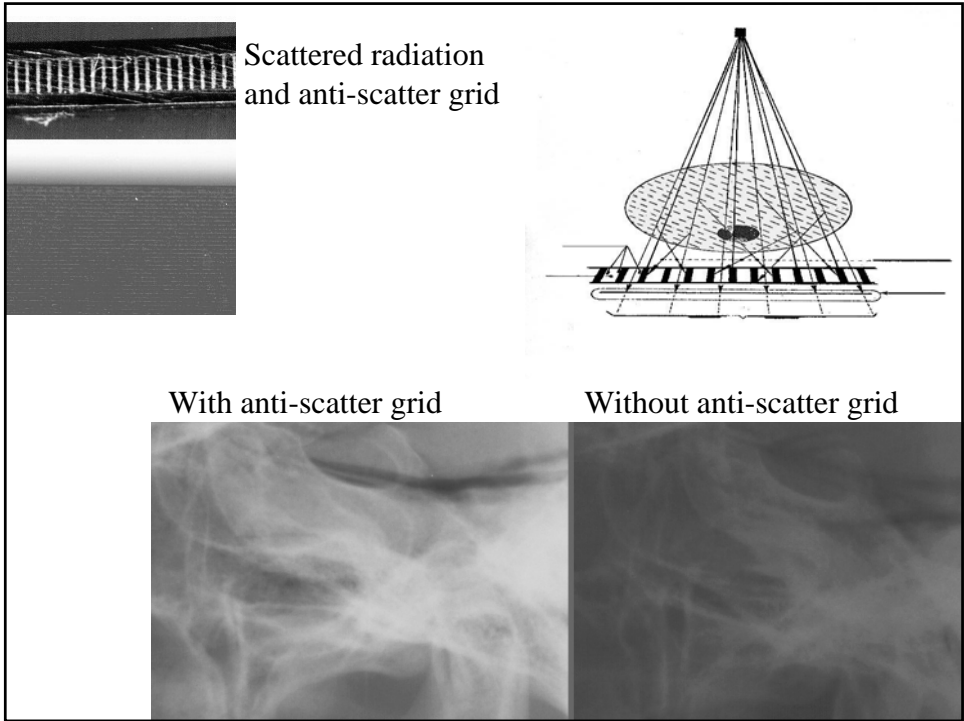 Scattered radiation
and anti-scatter grid
With anti-scatter grid
Without anti-scatter grid